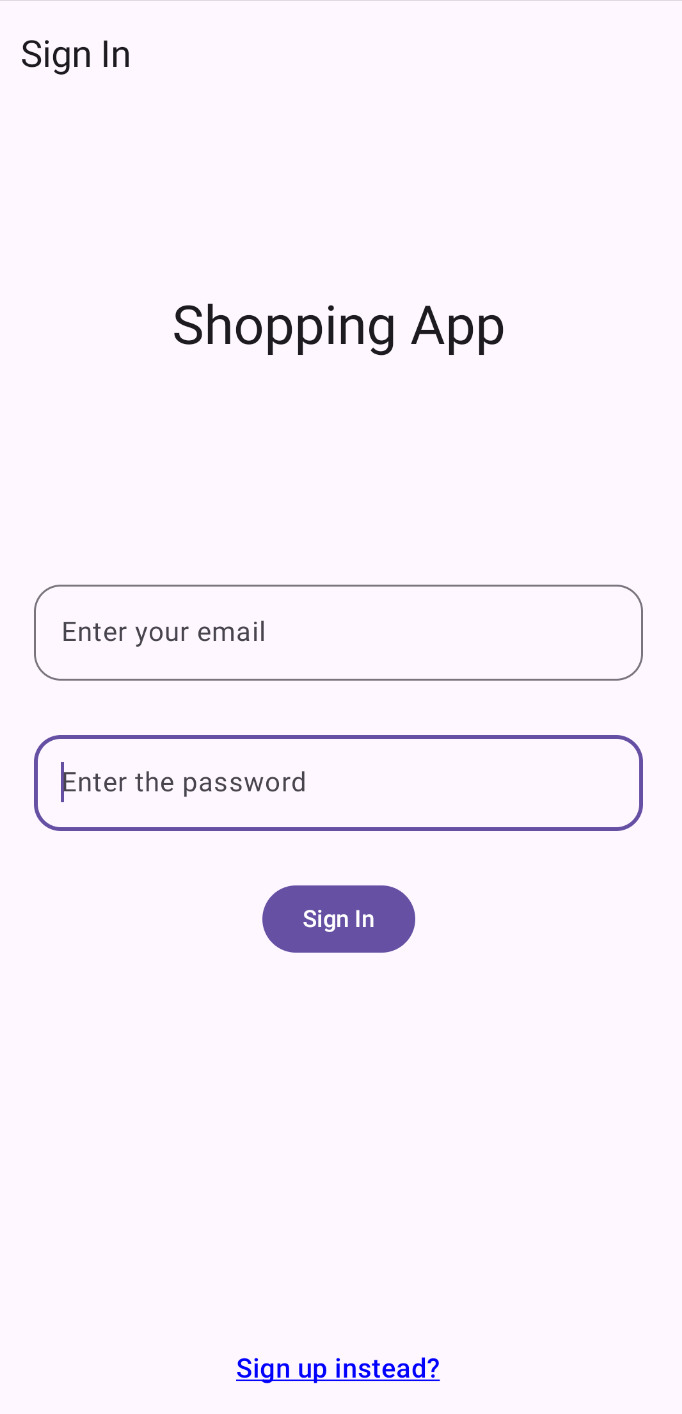 Sign In
Shopping App
Enter your email
Enter the password
Sign In
Sign up instead?